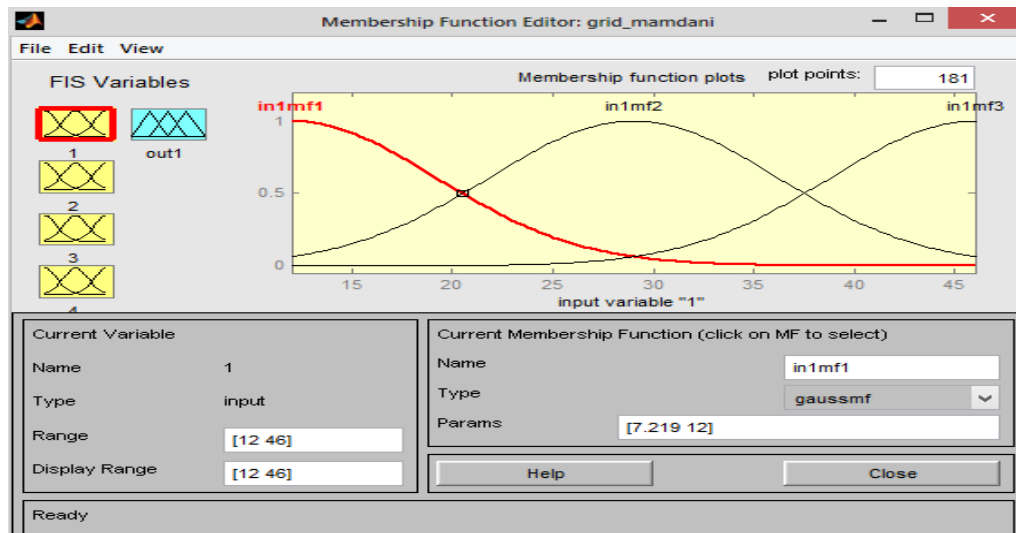 Membership Function Editor: grid_mamdani
File Edit View
FIS Variables
Membership function plots
plot points:
181
in1mf1
in1mf2
in1mf3
1
out1
2
3
4
1
0.5
0
15 20 25 30 35 40 45
input variable "1"
Current Variable
Name 1
Type input
Range [12 46]
Display Range [12 46]
Current Membership Function (click on MF to select)
Name in1mf1
Type gaussmf
Params [7.219 12]
Help
Close
Ready